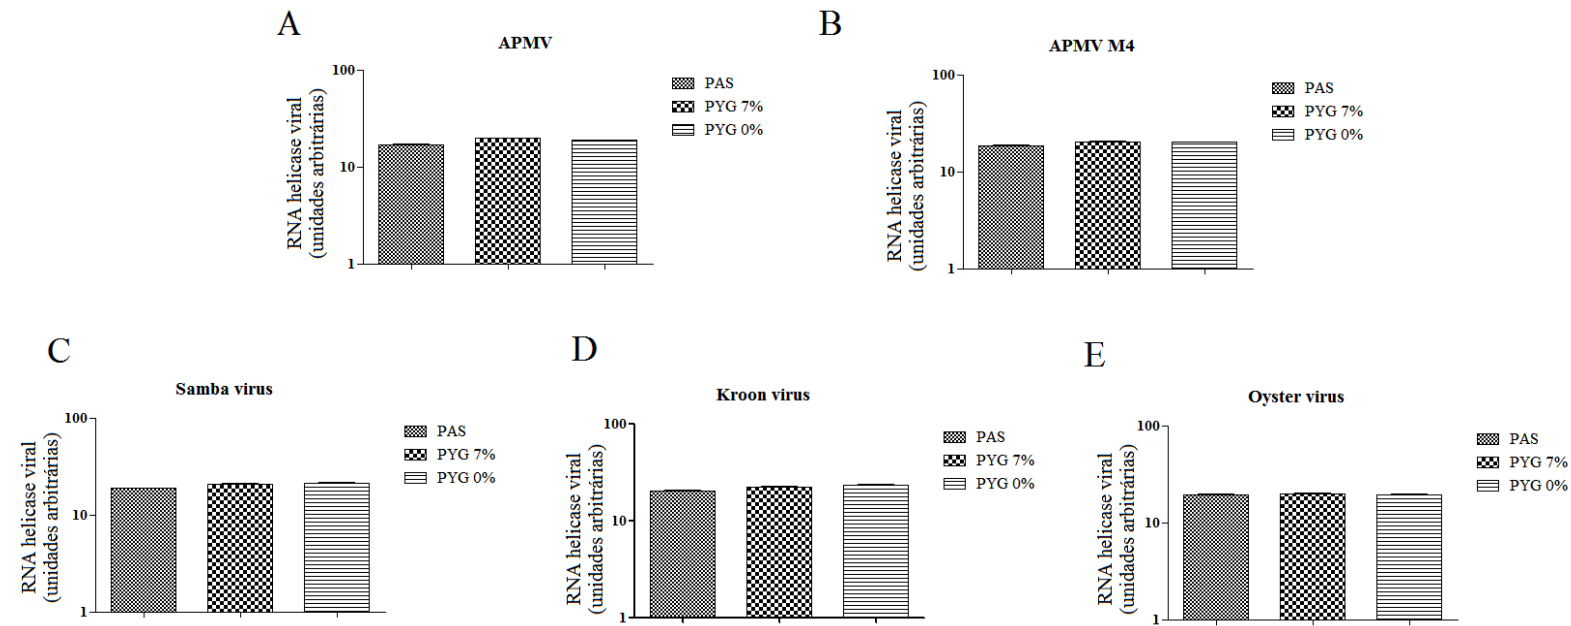 A
APMV
RNA helicase viral
(unidades arbitrárias)
100
10
1
PAS
PYG 7%
PYG 0%
B
APMV M4
RNA helicase viral
(unidades arbitrárias)
100
10
1
PAS
PYG 7%
PYG 0%
C
Samba virus
RNA helicase viral
(unidades arbitrárias)
100
10
1
PAS
PYG 7%
PYG 0%
D
Kroon virus
RNA helicase viral
(unidades arbitrárias)
100
10
1
PAS
PYG 7%
PYG 0%
E
Oyster virus
RNA helicase viral
(unidades arbitrárias)
100
10
1
PAS
PYG 7%
PYG 0%